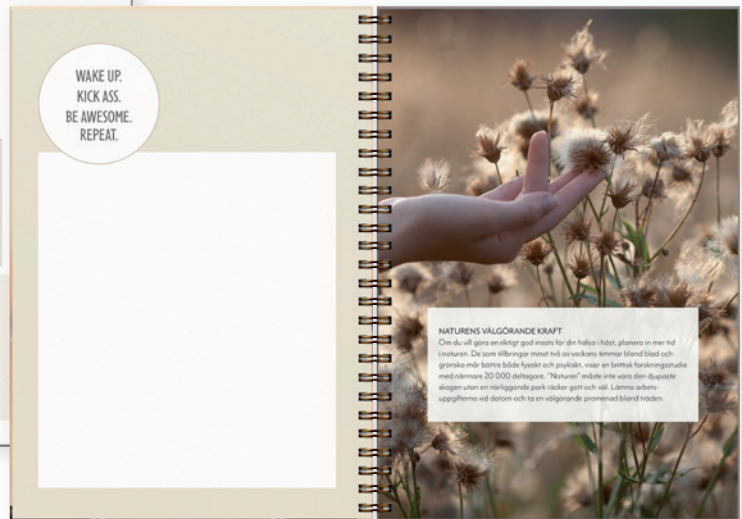 WAKE UP.
KICK ASS.
BE AWESOME.
REPEAT.
NATURENS VÄLGÖRANDE KRAFT
Om du vill göra en riktigt god insats för din hälsa i höst, planera in mer tid
i naturen. De som tillbringar minst två av veckans timmar bland blad och
grönska mår bättre både fysiskt och psykiskt, visar en brittisk forskningsstudie
med närmare 20 000 deltagare. "Naturen" måste inte vara den djupaste
skogen utan en närliggande park räcker gott och väl. Lämna arbets-
uppgifterna vid datorn och ta en välgörande promenad bland träden.